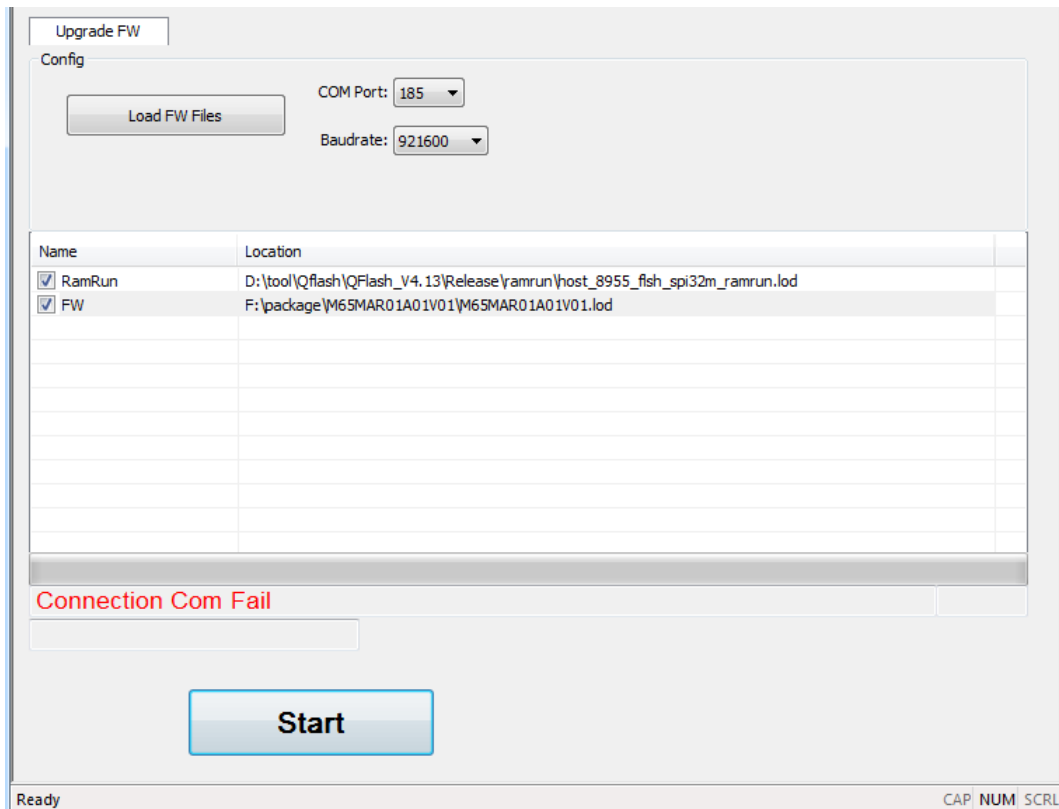 Upgrade FW
Config
Load FW Files
COM Port: 185
Baudrate: 921600
Name Location
RamRun D:\tool\Qflash\QFlash_V4.13\Release\ramrun\host_8955_flsh_spi32m_ramrun.lod
FW F:\package\M65MAR01A01V01\M65MAR01A01V01.lod
Connection Com Fail
Start
Ready CAP NUM SCRL